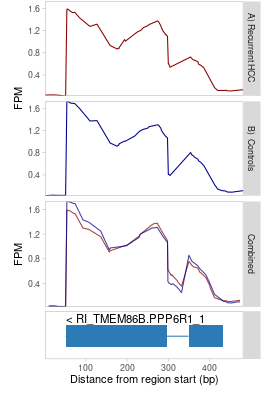 1.6
1.2
0.8
0.4
A) Recurrent HCC
FPM
1.6
1.2
0.8
0.4
B) Controls
1.6
1.2
0.8
0.4
FPM
Combined
< RI_TMEM86B.PPP6R1_1
100 200 300 400
Distance from region start (bp)